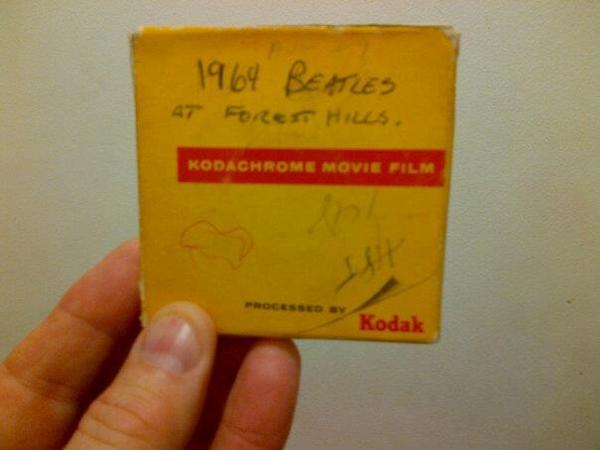 1964 BEATLES
AT FOREST HILLS.
KODACHROME MOVIE FILM
PROCESSED BY
Kodak